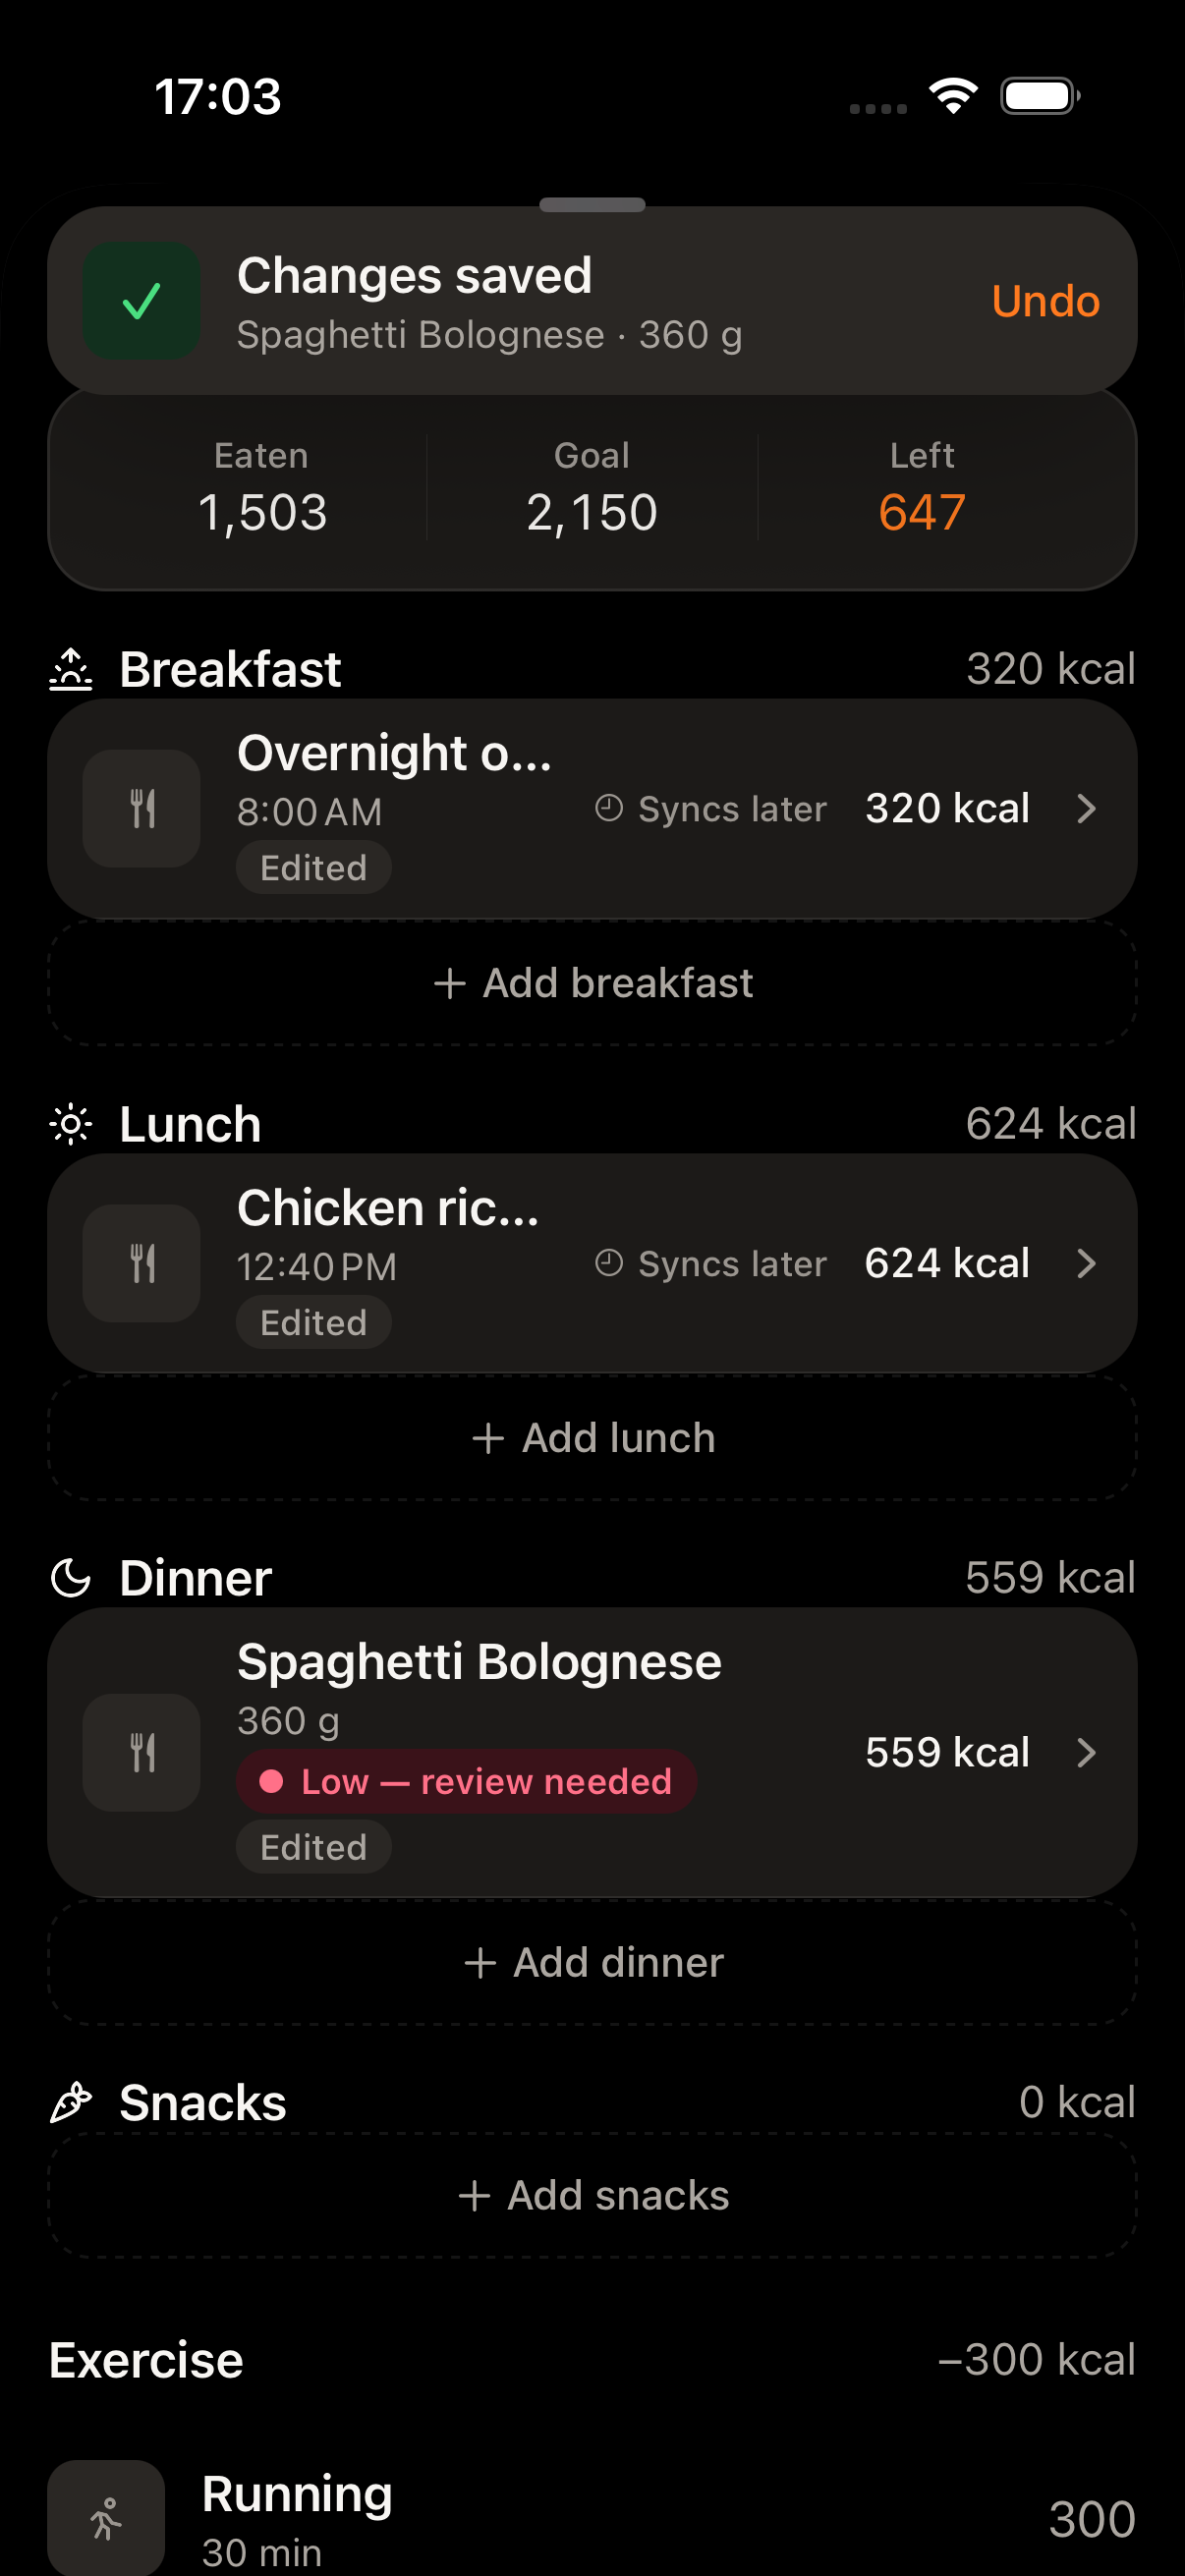 17:03
Changes saved
Spaghetti Bolognese · 360 g
Undo
Eaten
1,503
Goal
2,150
Left
647
Breakfast
320 kcal
Overnight o...
8:00 AM
Edited
Syncs later
320 kcal
+ Add breakfast
Lunch
624 kcal
Chicken ric...
12:40 PM
Edited
Syncs later
624 kcal
+ Add lunch
Dinner
559 kcal
Spaghetti Bolognese
360 g
Low — review needed
Edited
559 kcal
+ Add dinner
Snacks
0 kcal
+ Add snacks
Exercise
–300 kcal
Running
30 min
300